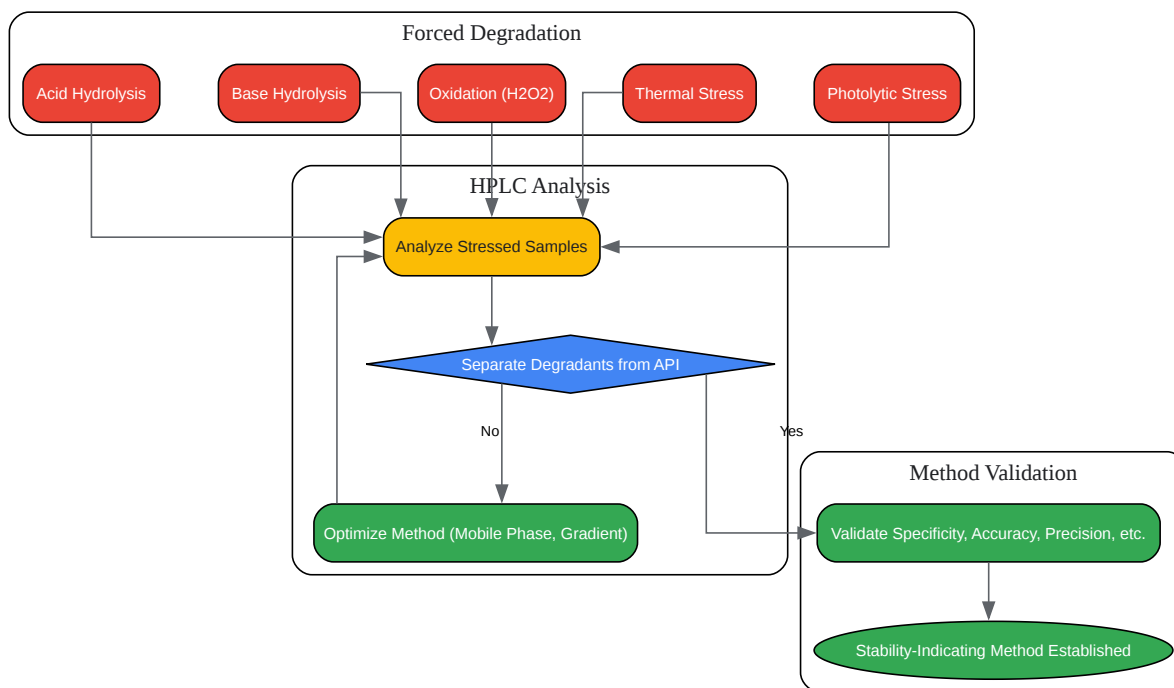 Forced Degradation
Acid Hydrolysis
Base Hydrolysis
Oxidation (H2O2)
Thermal Stress
Photolytic Stress
HPLC Analysis
Analyze Stressed Samples
Separate Degradants from API
No
Yes
Optimize Method (Mobile Phase, Gradient)
Method Validation
Validate Specificity, Accuracy, Precision, etc.
Stability-Indicating Method Established